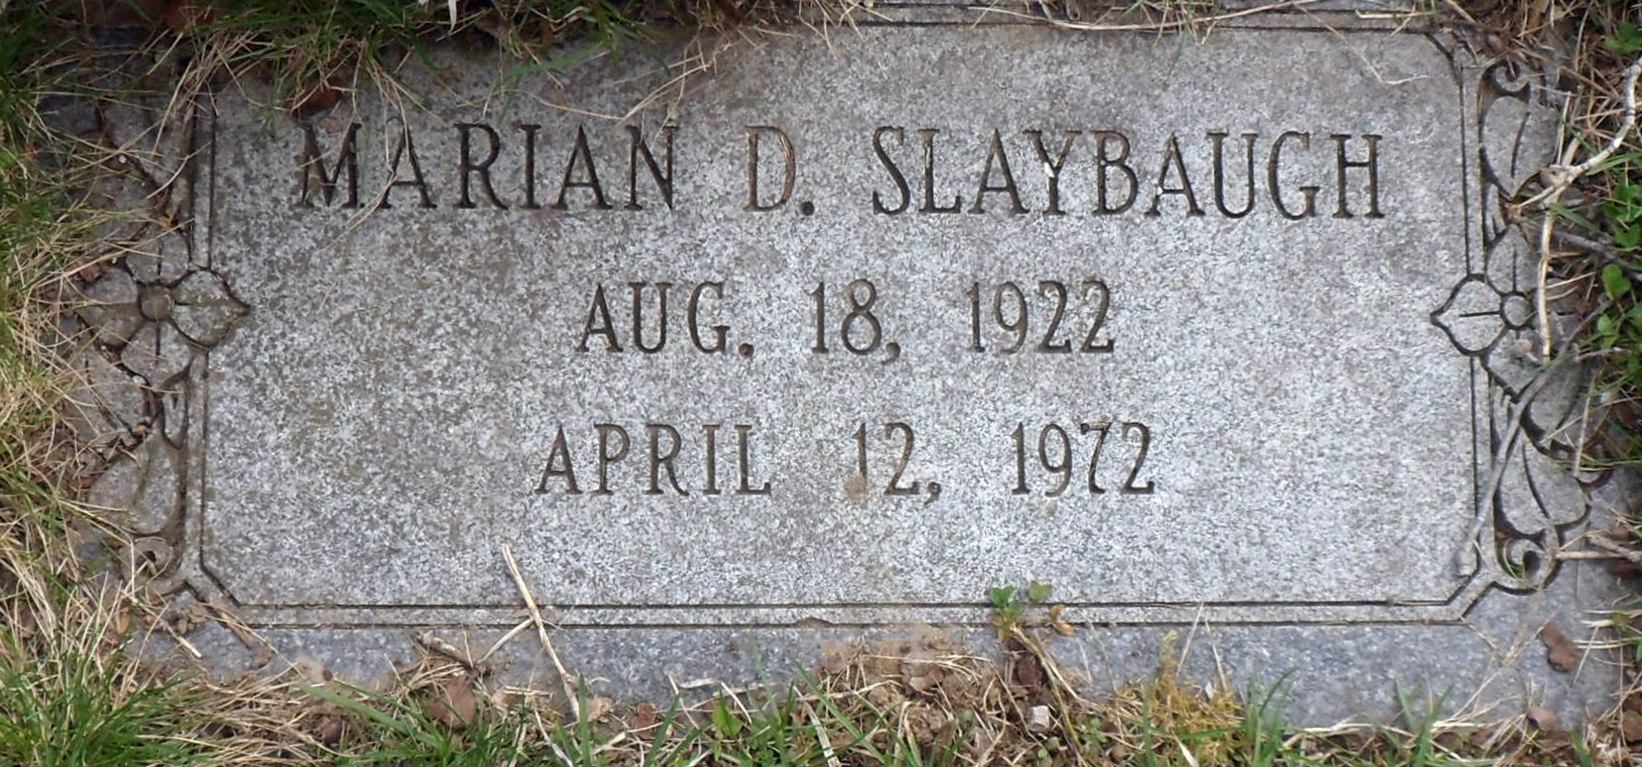 MARIAN D. SLAYBAUGH
AUG. 18, 1922
APRIL 12, 1972